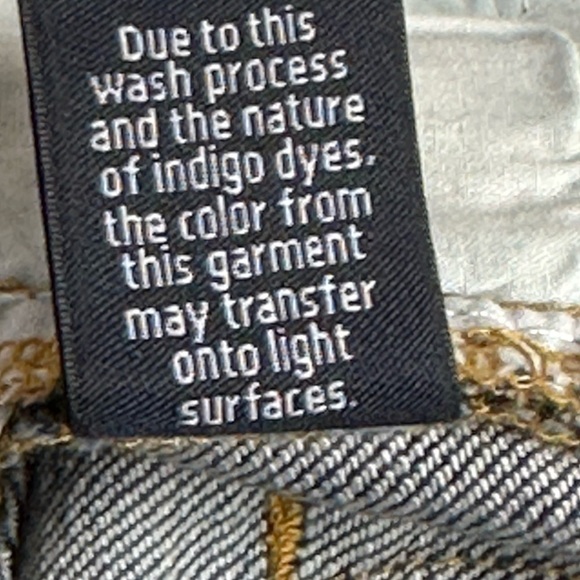 Due to this
wash process
and the nature
of indigo dyes,
the color from
this garment
may transfer
onto light
surfaces.